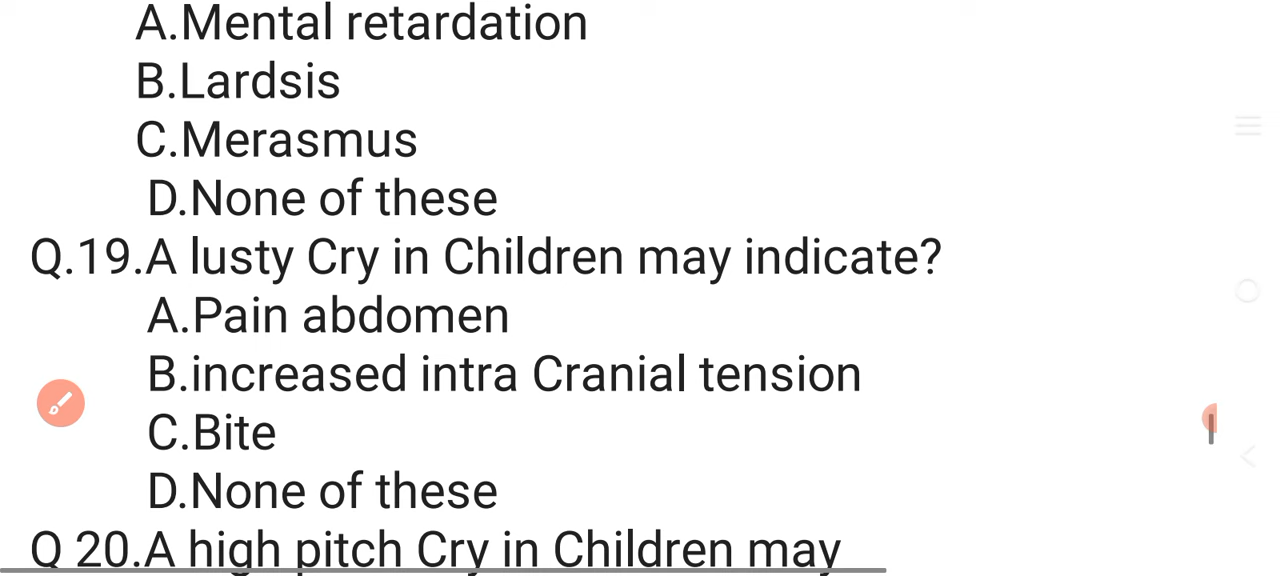 A.Mental retardation
B.Lardsis
C.Merasmus
D.None of these
Q.19.A lusty Cry in Children may indicate?
A.Pain abdomen
B.increased intra Cranial tension
C.Bite
D.None of these
Q 20.A high pitch Cry in Children may